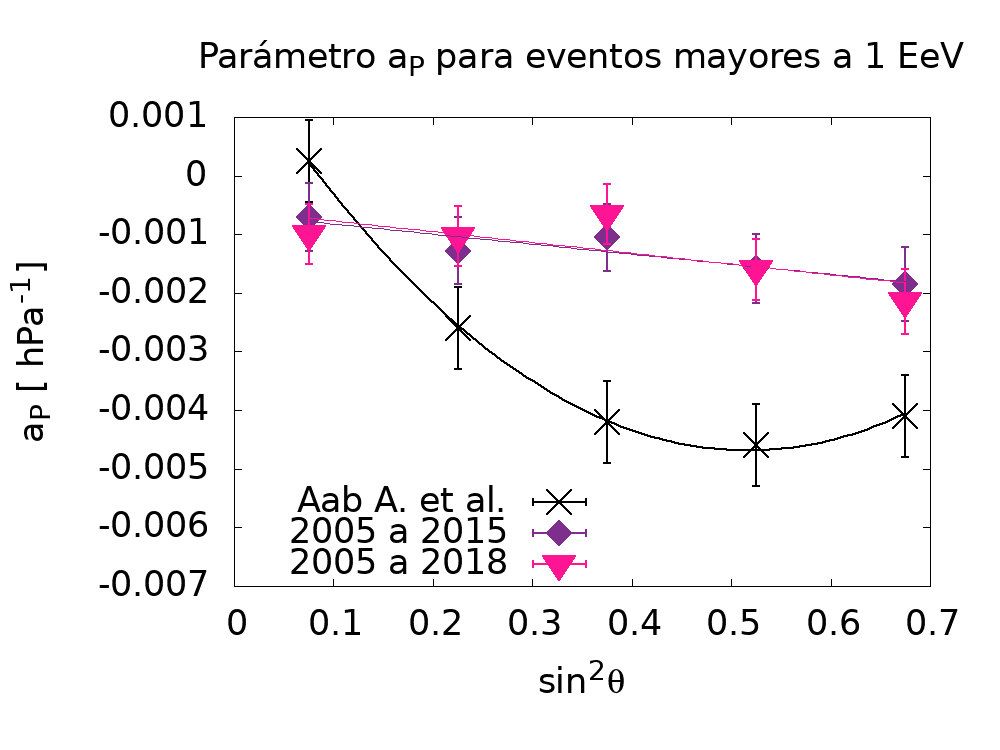 Parámetro aP para eventos mayores a 1 EeV
0.001
0
-0.001
-0.002
-0.003
-0.004
-0.005
-0.006
-0.007
aP [ hPa-1 ]
Aab A. et al.
2005 a 2015
2005 a 2018
0 0.1 0.2 0.3 0.4 0.5 0.6 0.7
sin2θ